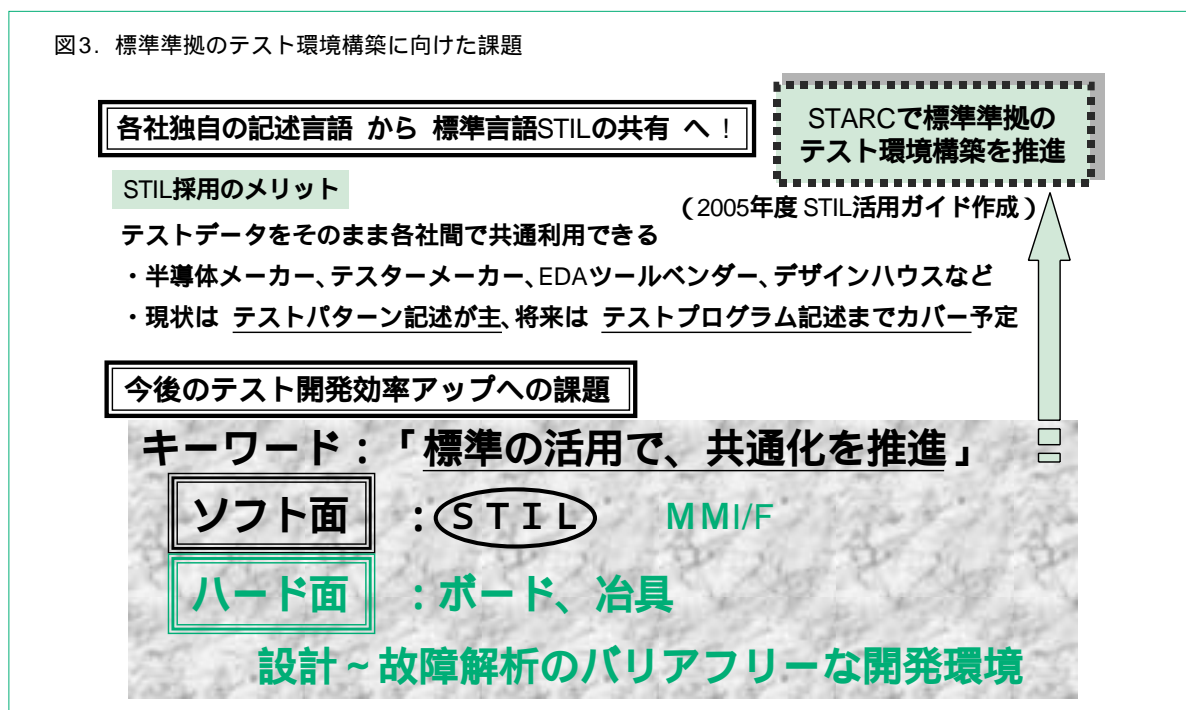 図3. 標準準拠のテスト環境構築に向けた課題
各社独自の記述言語 から 標準言語STILの共有 へ！
STARCで標準準拠の
テスト環境構築を推進
STIL採用のメリット
（2005年度 STIL活用ガイド作成）
テストデータをそのまま各社間で共通利用できる
・半導体メーカー、テスターメーカー、EDAツールベンダー、デザインハウスなど
・現状は テストパターン記述が主、将来は テストプログラム記述までカバー予定
今後のテスト開発効率アップへの課題
キーワード：「標準の活用で、共通化を推進」
ソフト面 ：ＳＴＩＬ MMI/F
ハード面 ：ボード、冶具
設計～故障解析のバリアフリーな開発環境